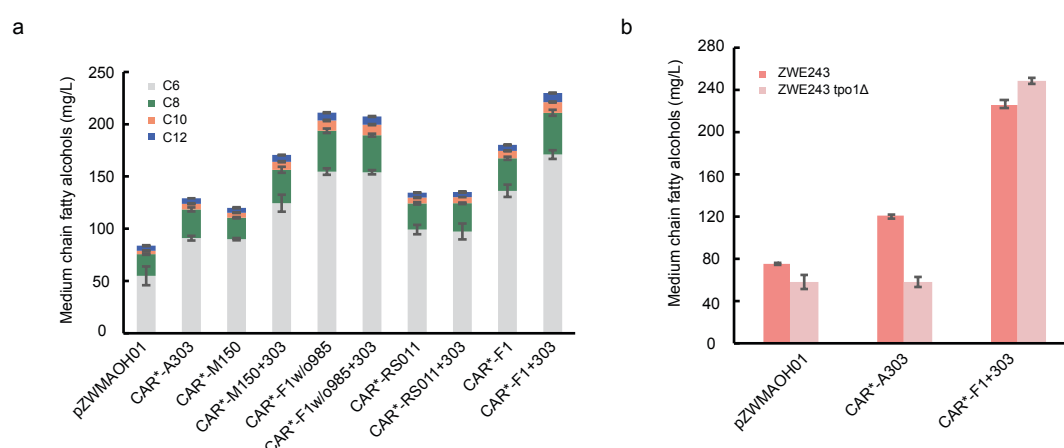 a
Medium chain fatty alcohols (mg/L)
250
200
150
100
50
0
C6
C8
C10
C12
pZWMAOH01
CAR*-A303
CAR*-M150
CAR*-M150+303
CAR*-F1w/o985
CAR*-F1w/o985+303
CAR*-RS011
CAR*-RS011+303
CAR*-F1
CAR*-F1+303
b
Medium chain fatty alcohols (mg/L)
280
240
200
160
120
80
40
0
ZWE243
ZWE243 tpo1Δ
pZWMAOH01
CAR*-A303
CAR*-F1+303